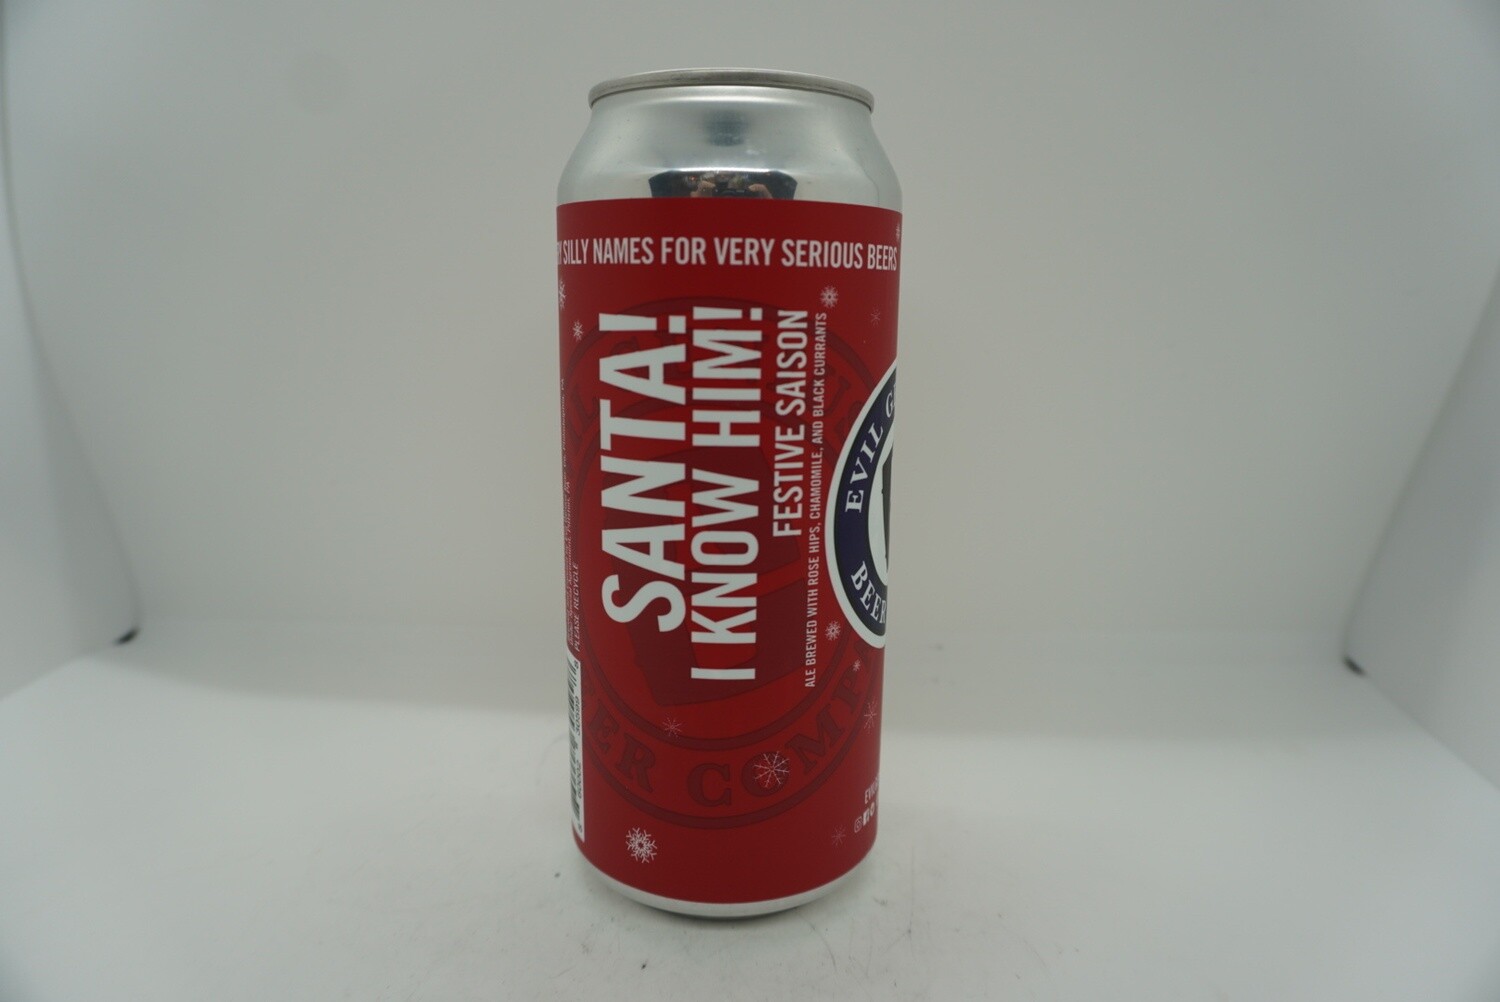 SILLY NAMES FOR VERY SERIOUS BEERS
SANTA!
I KNOW HIM!
FESTIVE SAISON
ALE BREWED WITH ROSE HIPS, CHAMOMILE, AND BLACK CURRANTS
EVIL
BEER
COMP
PLEASE RECYCLE